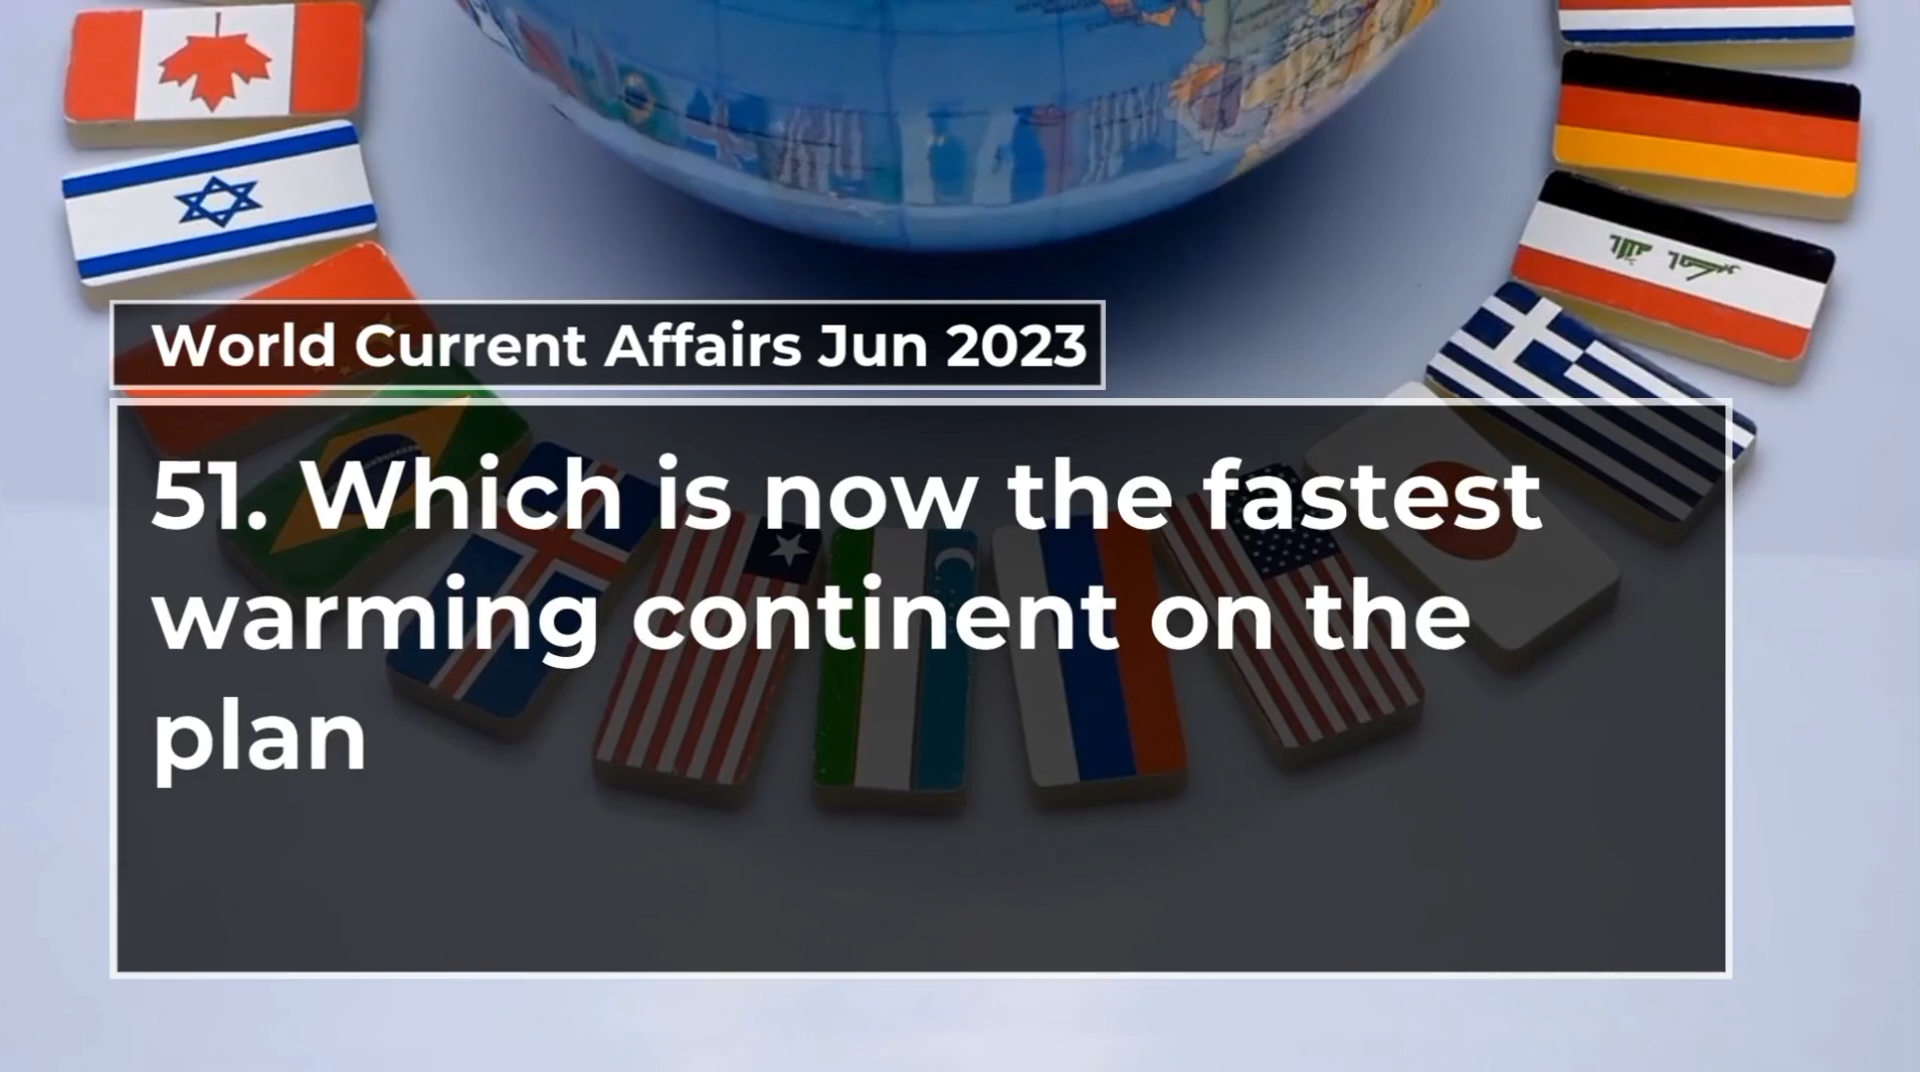 World Current Affairs Jun 2023
51. Which is now the fastest
warming continent on the
plan